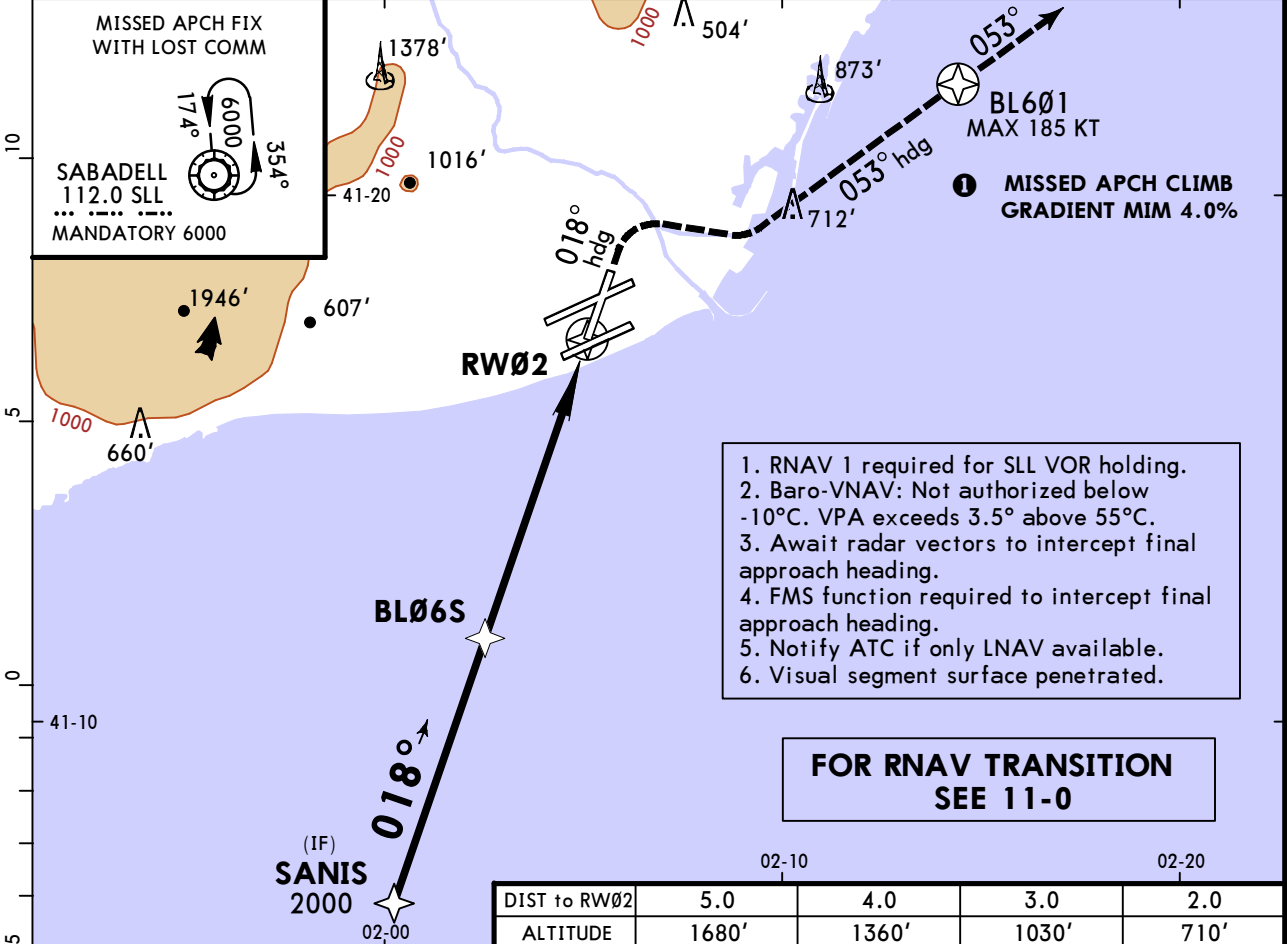 MISSED APCH FIX
WITH LOST COMM
6000
174°
354°
SABADELL
112.0 SLL
MANDATORY 6000
1378'
1000
504'
873'
053°
BLØ6Ø1
MAX 185 KT
053° hdg
10
1000
1016'
41-20
712'
❶ MISSED APCH CLIMB
GRADIENT MIM 4.0%
018°
hdg
1946'
607'
RWØ2
5
1000
660'
1. RNAV 1 required for SLL VOR holding.
2. Baro-VNAV: Not authorized below
-10°C. VPA exceeds 3.5° above 55°C.
3. Await radar vectors to intercept final
approach heading.
4. FMS function required to intercept final
approach heading.
5. Notify ATC if only LNAV available.
6. Visual segment surface penetrated.
BLØ6S
0
41-10
018°
FOR RNAV TRANSITION
SEE 11-0
(IF)
SANIS
2000
02-00
02-10
02-20
5
DIST to RWØ2 5.0 4.0 3.0 2.0
ALTITUDE 1680' 1360' 1030' 710'